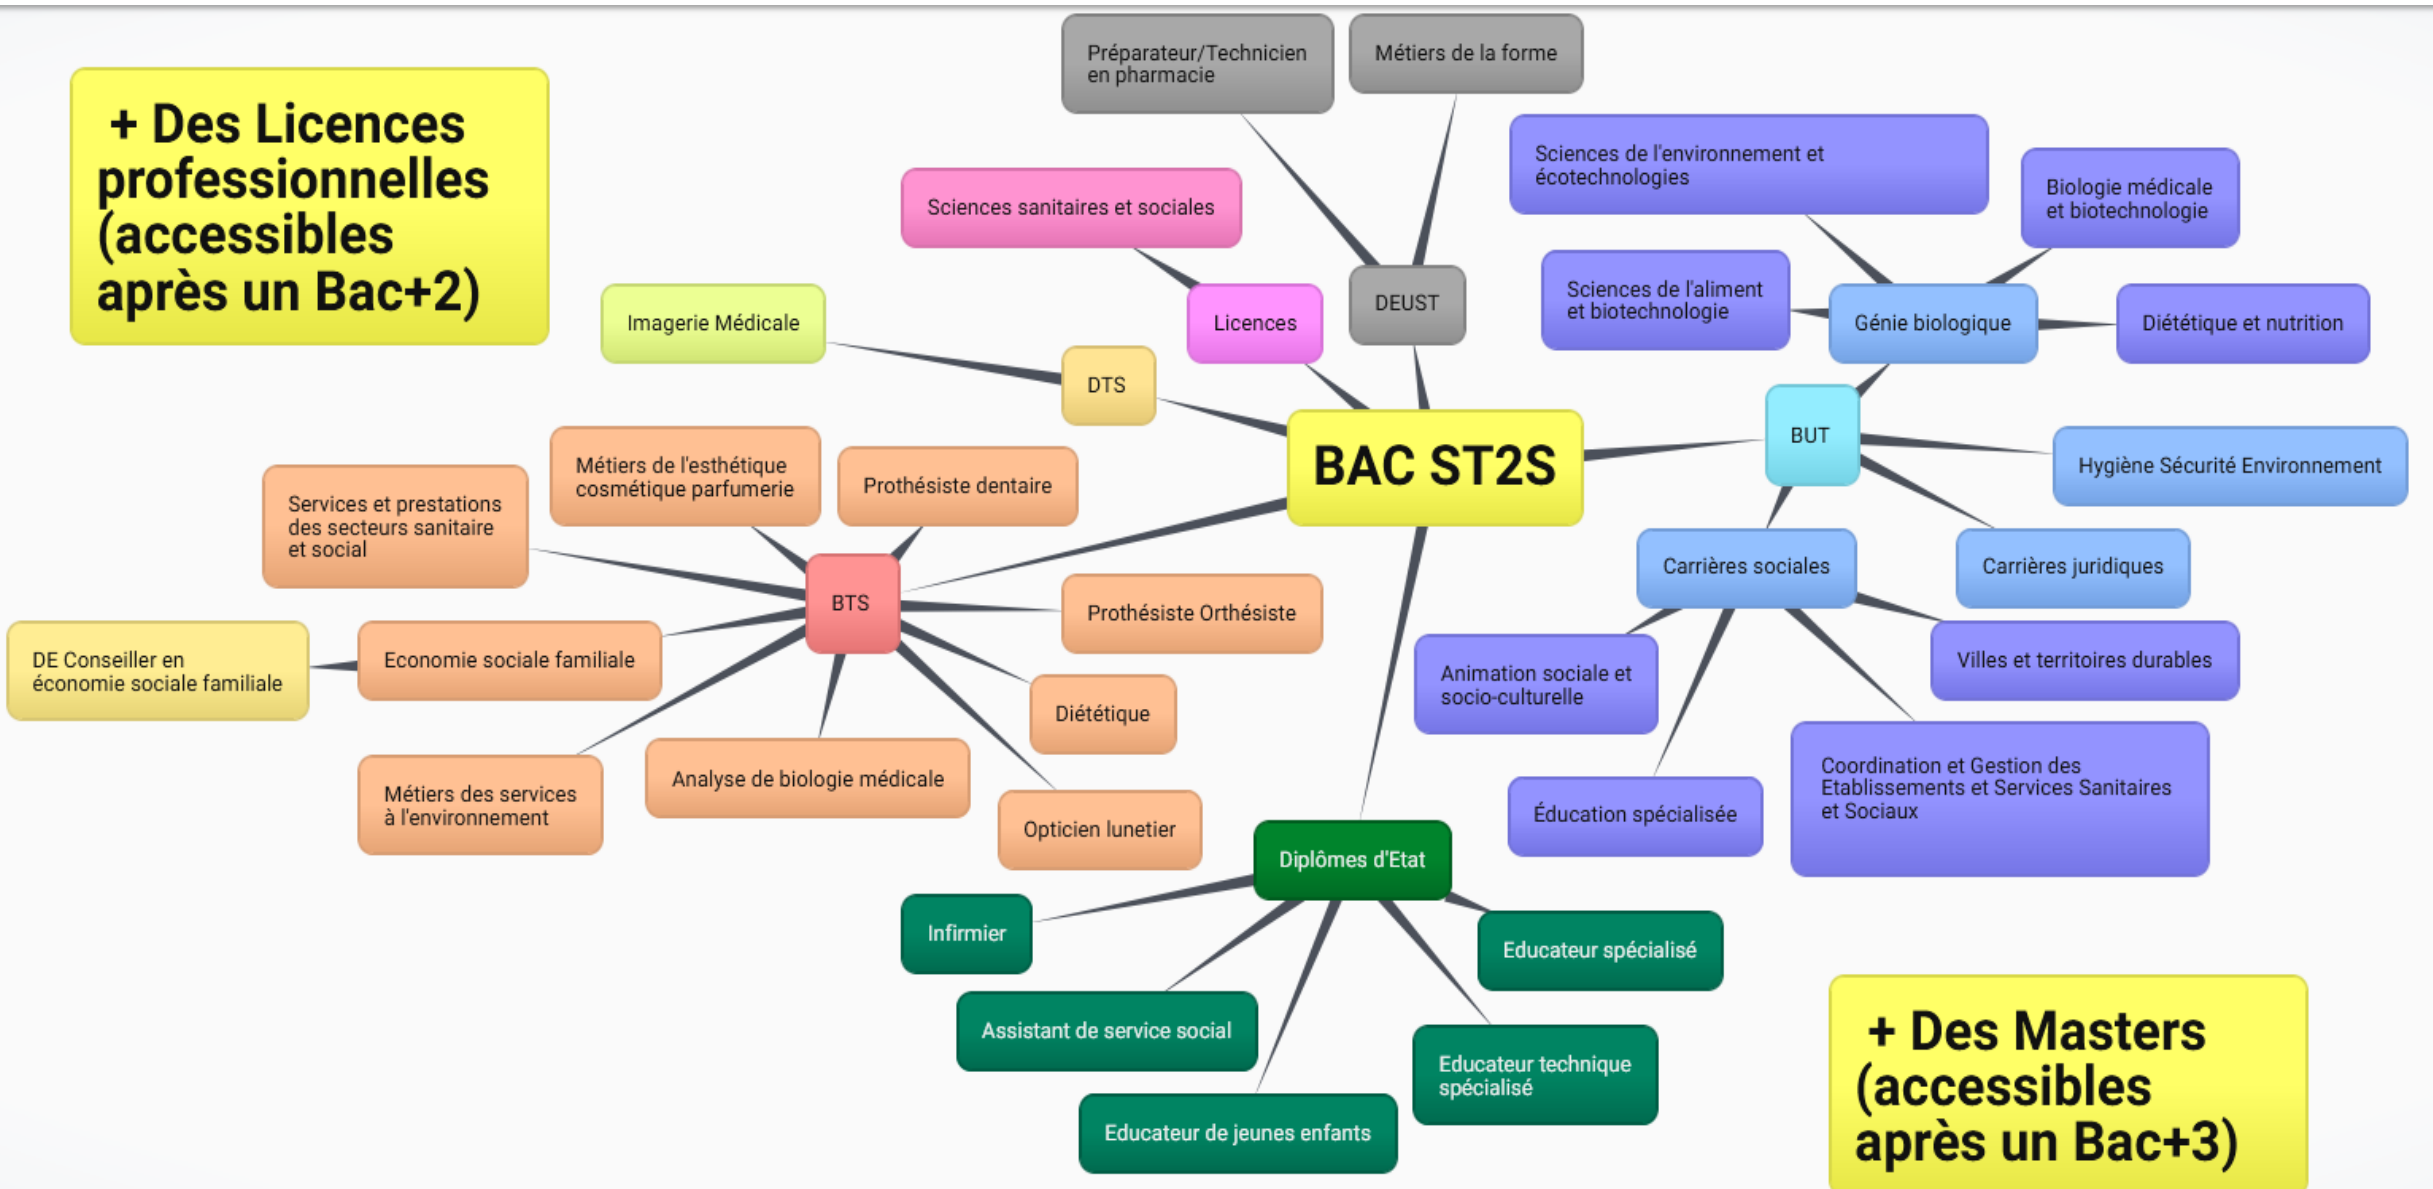 + Des Licences
professionnelles
(accessibles
après un Bac+2)
Préparateur/Technicien
en pharmacie
Métiers de la forme
Sciences sanitaires et sociales
Licences
DEUST
Imagerie Médicale
DTS
Sciences de l'environnement et
écotechnologies
Biologie médicale
et biotechnologie
Sciences de l'aliment
et biotechnologie
Génie biologique
Diététique et nutrition
BAC ST2S
BUT
Hygiène Sécurité Environnement
Carrières sociales
Carrières juridiques
Animation sociale et
socio-culturelle
Villes et territoires durables
Éducation spécialisée
Coordination et Gestion des
Etablissements et Services Sanitaires
et Sociaux
Services et prestations
des secteurs sanitaire
et social
Métiers de l'esthétique
cosmétique parfumerie
Prothésiste dentaire
BTS
Prothésiste Orthésiste
DE Conseiller en
économie sociale familiale
Economie sociale familiale
Diététique
Métiers des services
à l'environnement
Analyse de biologie médicale
Opticien lunetier
Diplômes d'Etat
Infirmier
Educateur spécialisé
Assistant de service social
Educateur technique
spécialisé
Educateur de jeunes enfants
+ Des Masters
(accessibles
après un Bac+3)